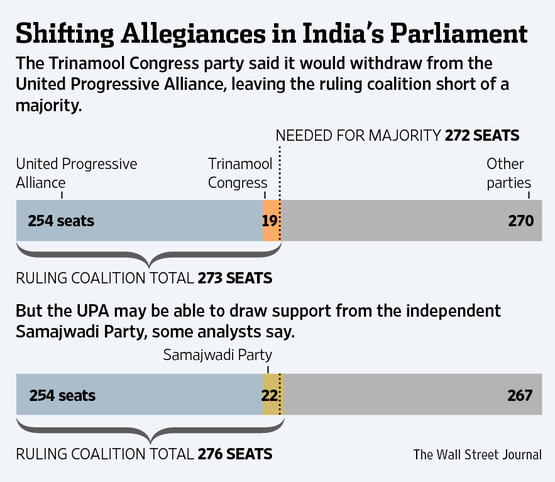 Shifting Allegiances in India's Parliament
The Trinamool Congress party said it would withdraw from the
United Progressive Alliance, leaving the ruling coalition short of a
majority.
NEEDED FOR MAJORITY 272 SEATS
United Progressive
Alliance
Trinamool
Congress
Other
parties
254 seats
19
270
RULING COALITION TOTAL 273 SEATS
But the UPA may be able to draw support from the independent
Samajwadi Party, some analysts say.
Samajwadi Party
254 seats
22
267
RULING COALITION TOTAL 276 SEATS
The Wall Street Journal